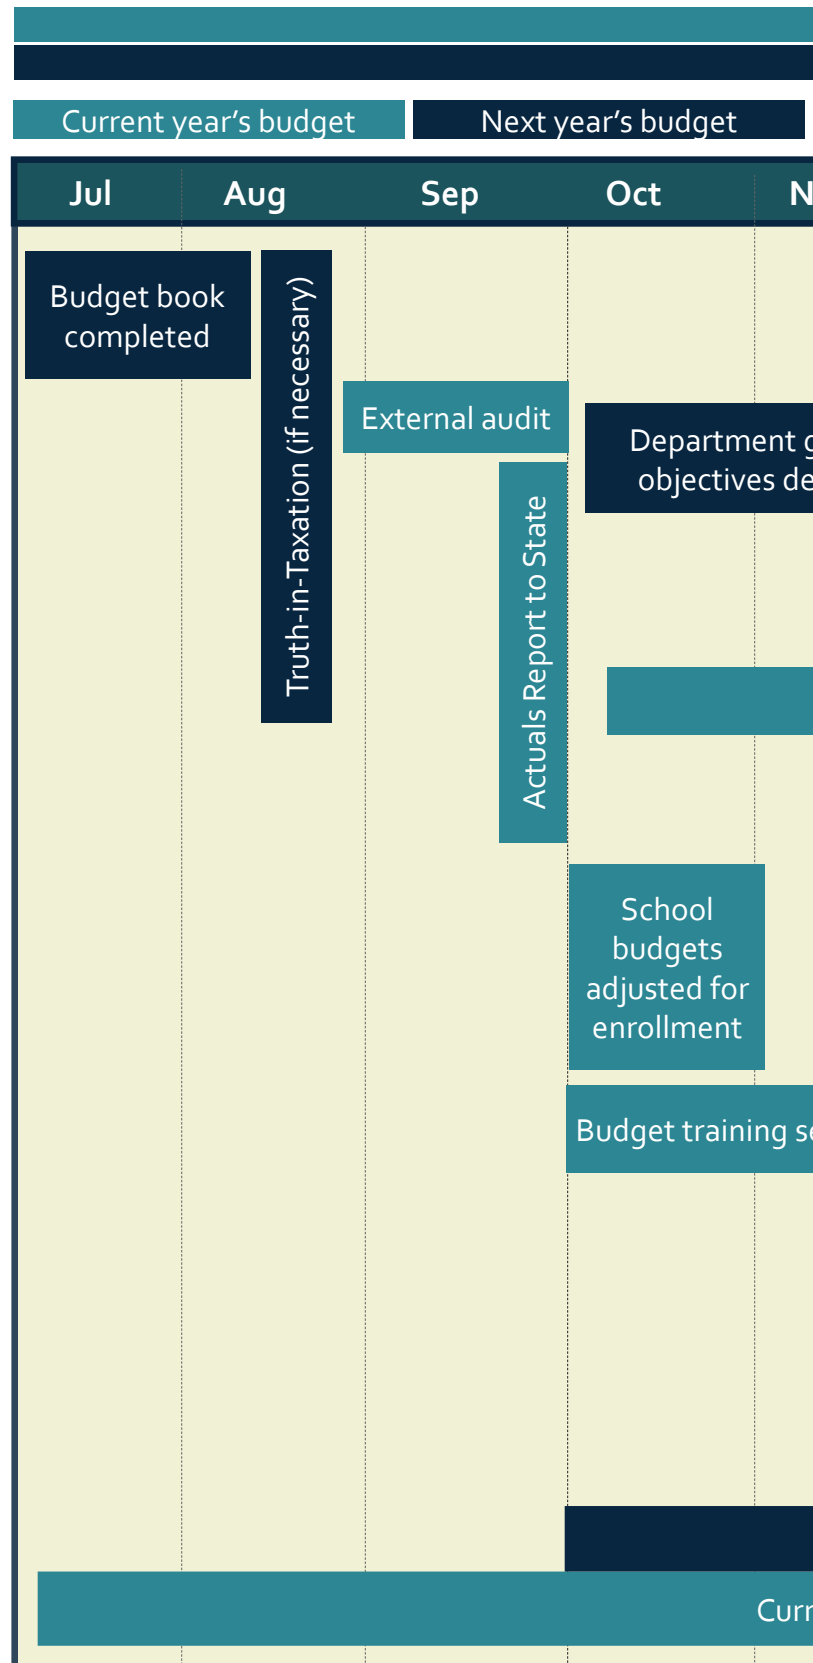 Current year's budget
Next year's budget
Jul
Aug
Sep
Oct
Budget book
completed
Truth-in-Taxation (if necessary)
External audit
Department
objectives
Actuals Report to State
School
budgets
adjusted for
enrollment
Budget training